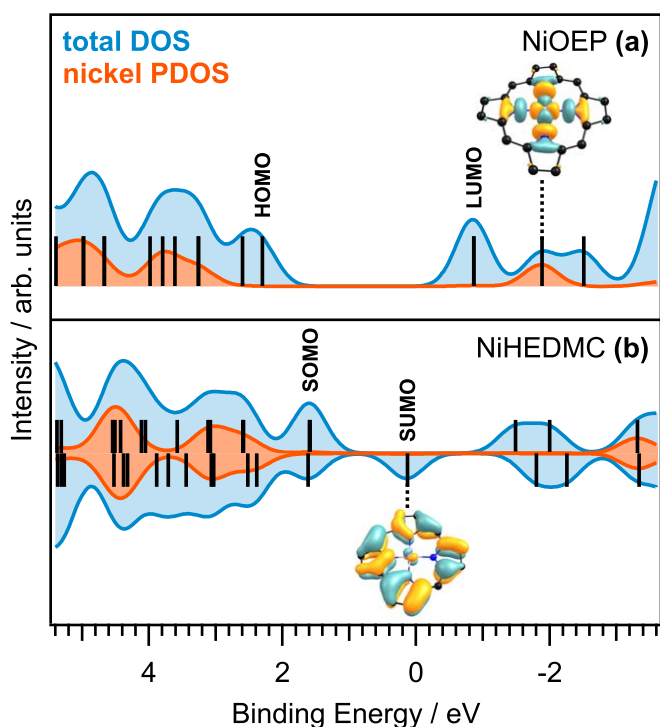 total DOS
nickel PDOS
NiOEP (a)
HOMO
LUMO
Intensity / arb. units
NiHEDMC (b)
SOMO
SUMO
4
2
0
-2
Binding Energy / eV